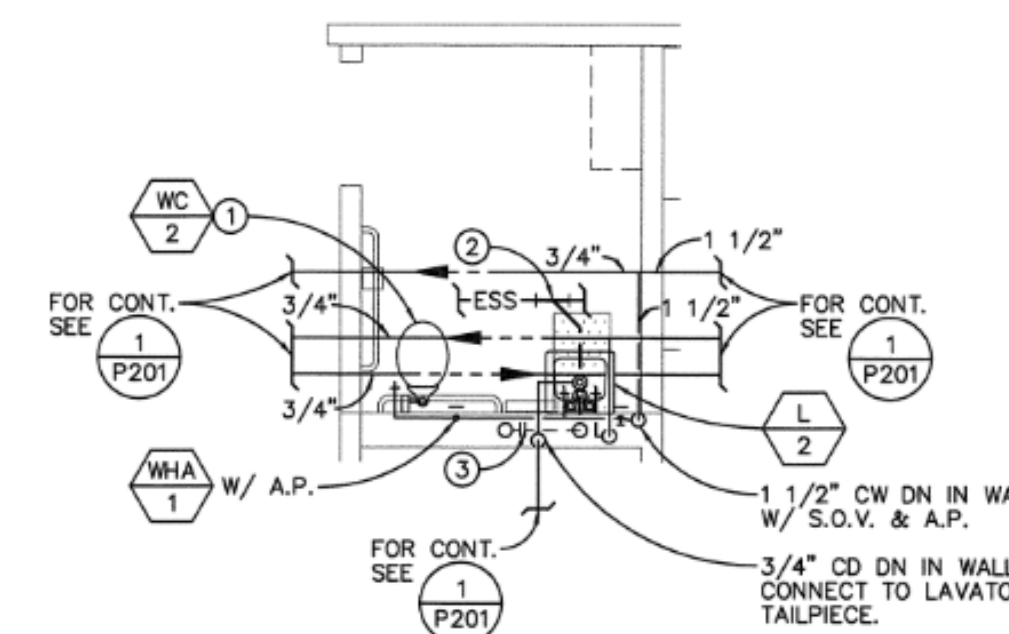 WC
2
1
2
3/4"
1 1/2"
ESS
FOR CONT.
SEE
1
P201
3/4"
1 1/2"
FOR CONT.
SEE
1
P201
3/4"
L
2
WHA
1
W/ A.P.
3
1 1/2" CW DN IN WA
W/ S.O.V. & A.P.
FOR CONT.
SEE
1
P201
3/4" CD DN IN WALL
CONNECT TO LAVATO
TAILPIECE.